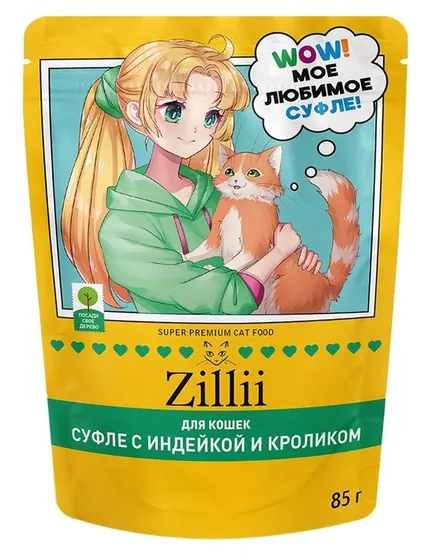 WOW!
МОЕ
ЛЮБИМОЕ
СУФЛЕ!
ПОСАДИ
СВОЕ
ДЕРЕВО
SUPER PREMIUM CAT FOOD
Zillii
ДЛЯ КОШЕК
СУФЛЕ С ИНДЕЙКОЙ И КРОЛИКОМ
85 г